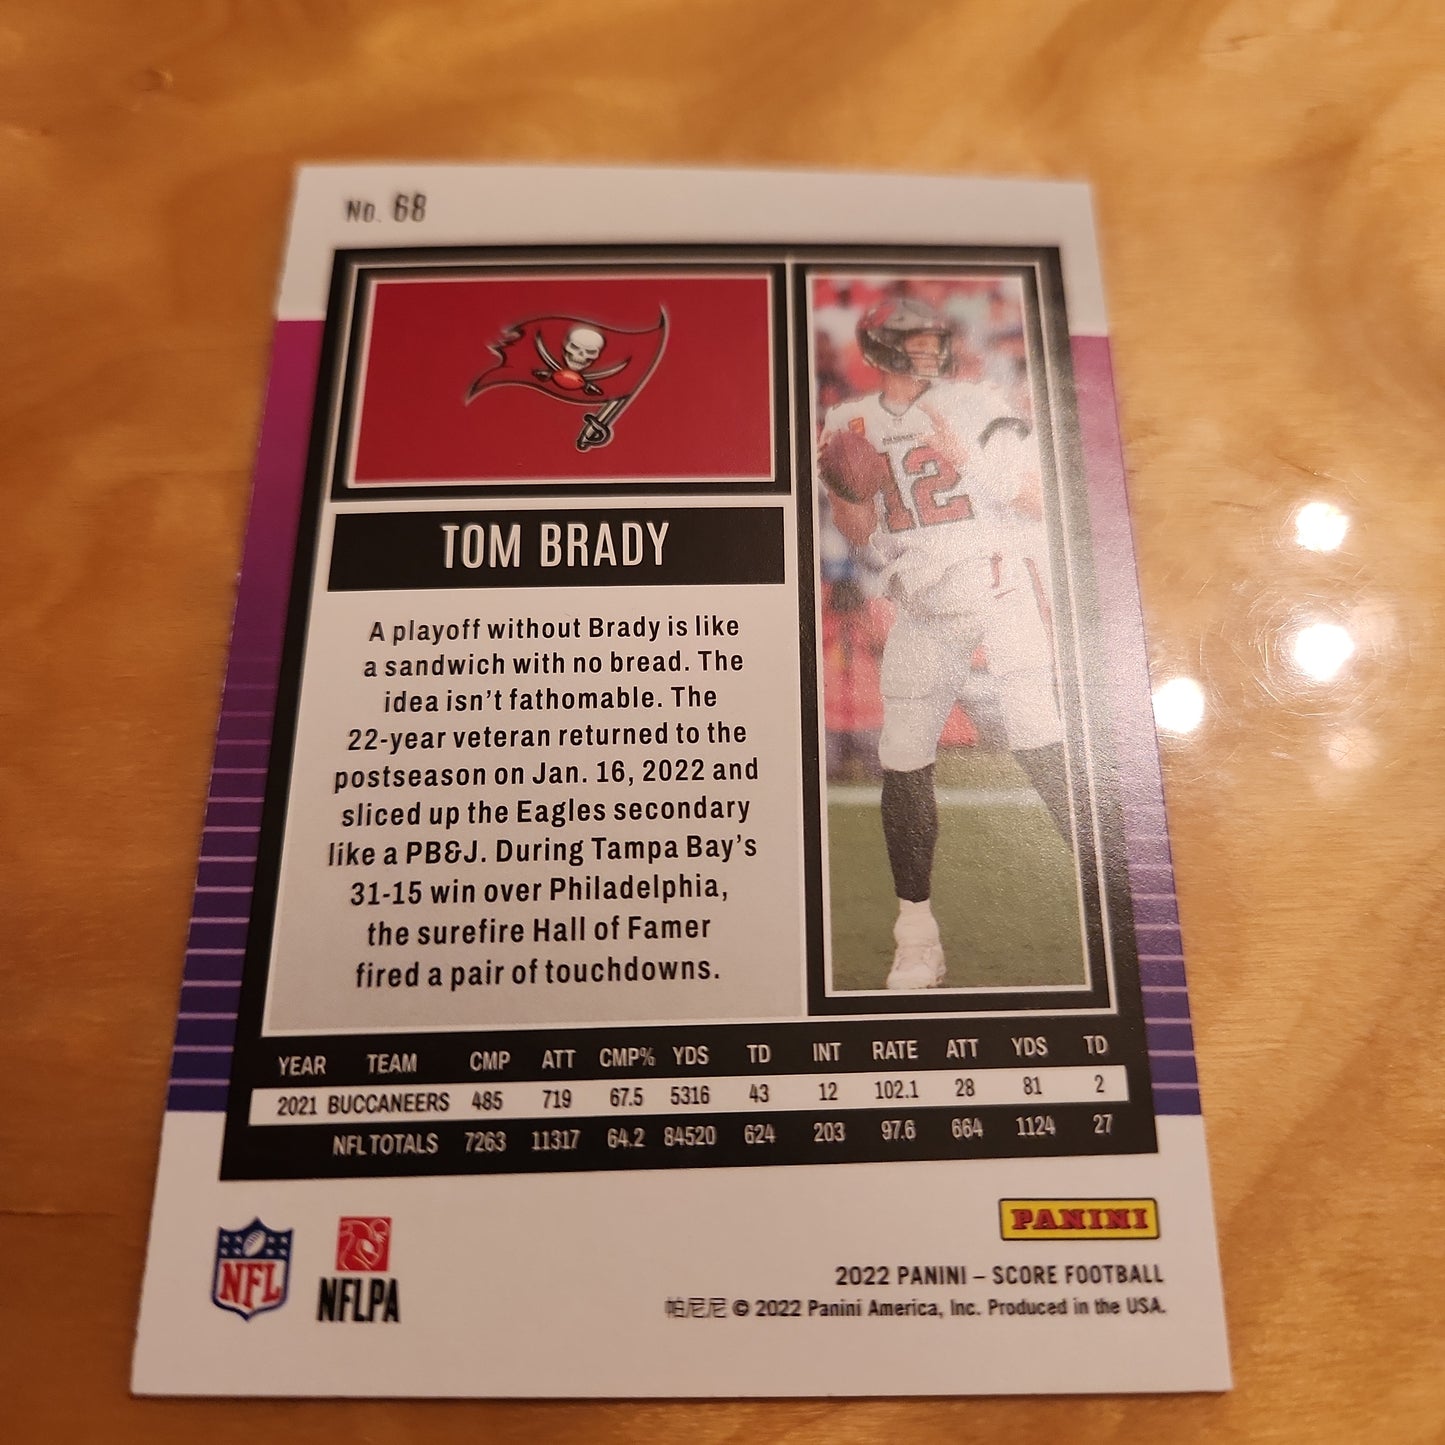 No. 68
12
TOM BRADY
A playoff without Brady is like
a sandwich with no bread. The
idea isn't fathomable. The
22-year veteran returned to the
postseason on Jan. 16, 2022 and
sliced up the Eagles secondary
like a PB&J. During Tampa Bay's
31-15 win over Philadelphia,
the surefire Hall of Famer
fired a pair of touchdowns.
YEAR TEAM CMP ATT CMP% YDS TD INT RATE ATT YDS TD
2021 BUCCANEERS 485 719 67.5 5316 43 12 102.1 28 81 2
NFL TOTALS 7263 11317 64.2 84520 624 203 97.6 664 1124 27
PANINI
NFL
NFLPA
2022 PANINI – SCORE FOOTBALL
帕尼尼 © 2022 Panini America, Inc. Produced in the USA.